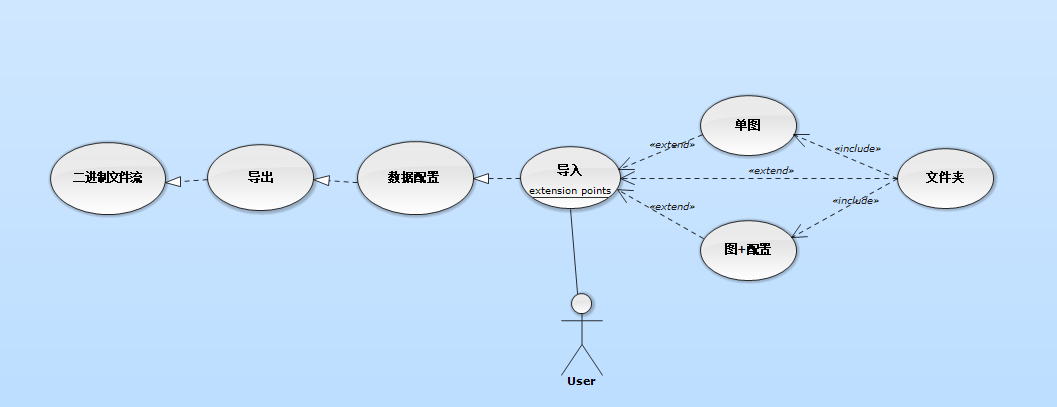 单图
«extend»
«include»
导入
extension points
二进制文件流
导出
数据配置
«extend»
文件夹
«extend»
«include»
图+配置
User